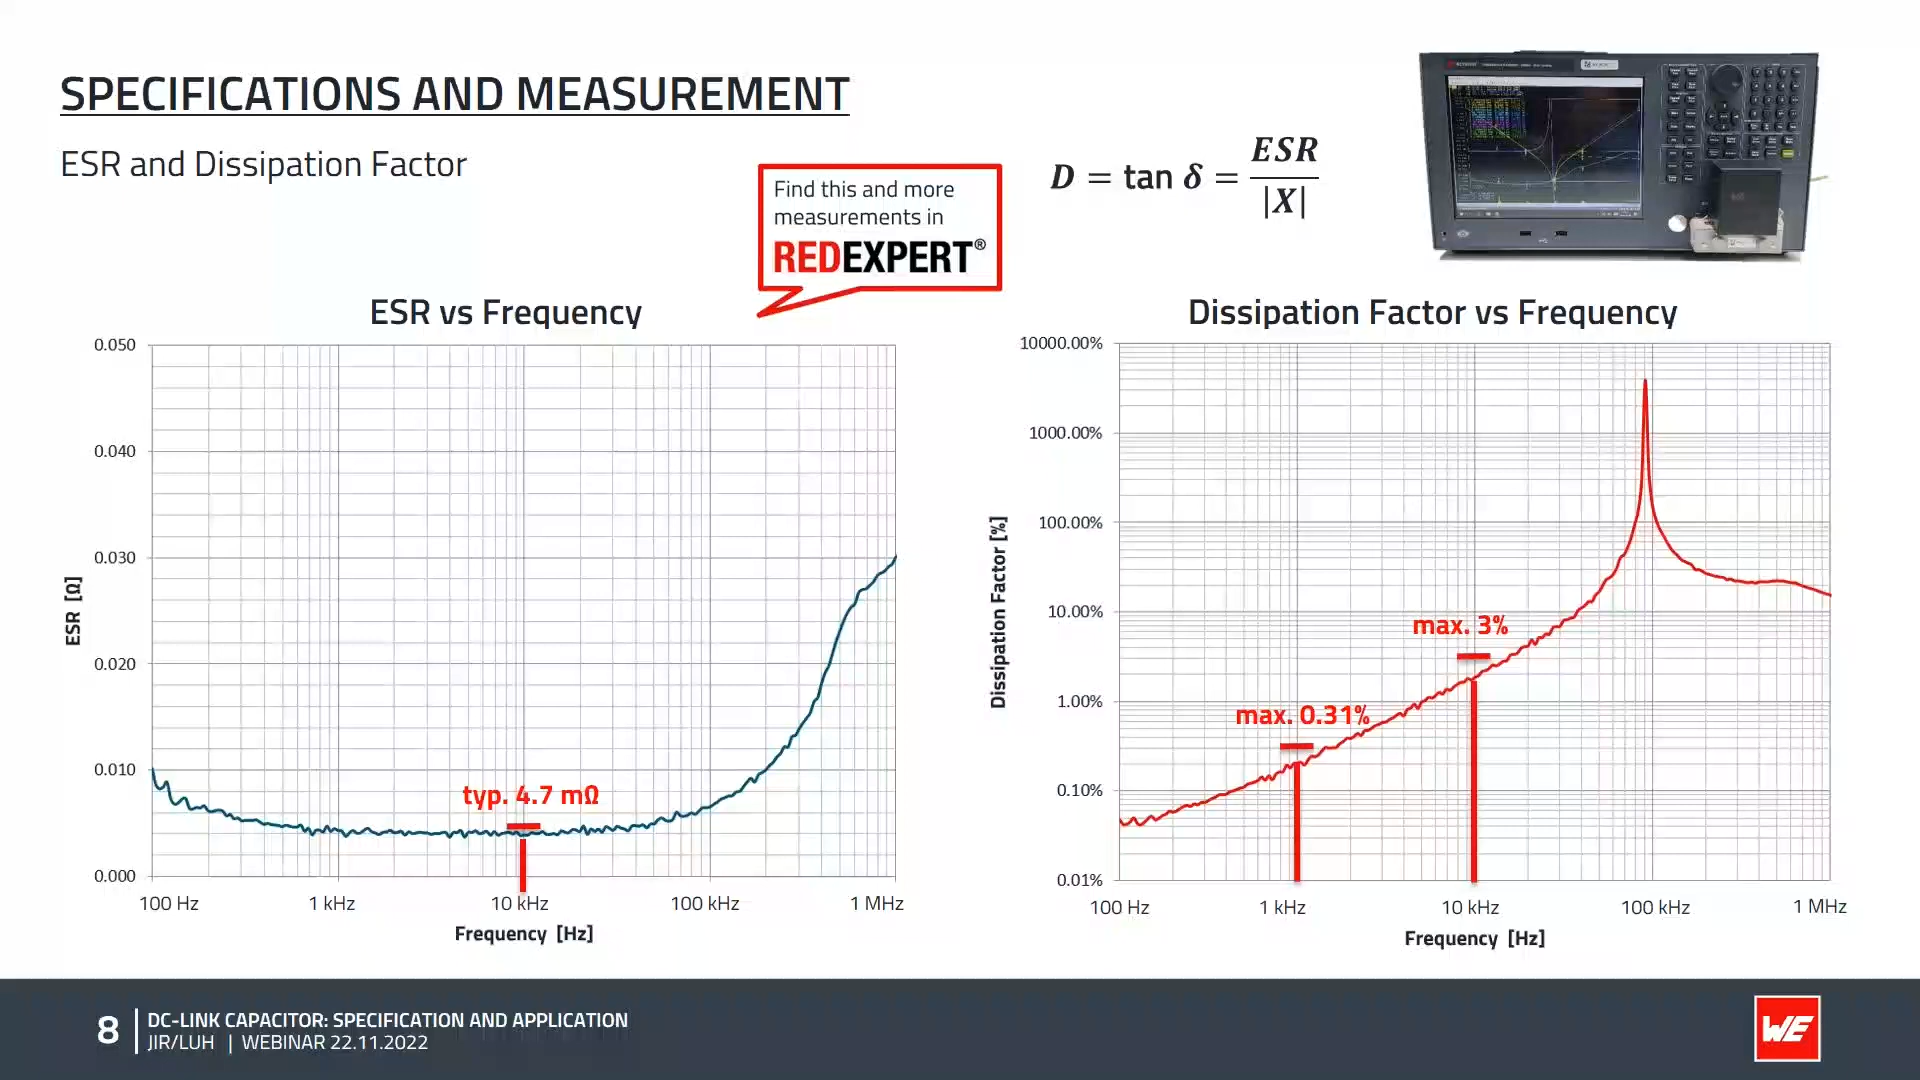 SPECIFICATIONS AND MEASUREMENT
ESR and Dissipation Factor
Find this and more
measurements in
REDEXPERT®
D = tan δ = ESR / |X|
ESR vs Frequency
0.050
0.040
0.030
0.020
0.010
0.000
ESR [Ω]
typ. 4.7 mΩ
100 Hz
1 kHz
10 kHz
100 kHz
1 MHz
Frequency [Hz]
Dissipation Factor vs Frequency
10000.00%
1000.00%
100.00%
10.00%
1.00%
0.10%
0.01%
Dissipation Factor [%]
max. 3%
max. 0.31%
100 Hz
1 kHz
10 kHz
100 kHz
1 MHz
Frequency [Hz]
8
DC-LINK CAPACITOR: SPECIFICATION AND APPLICATION
JIR/LUH | WEBINAR 22.11.2022
WE